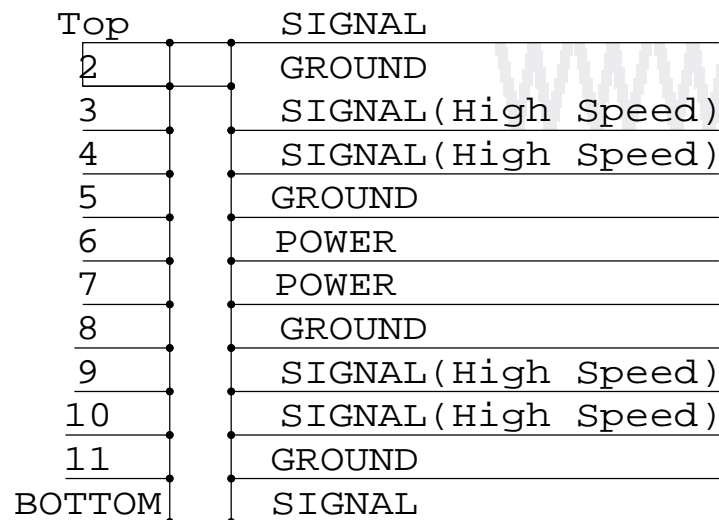 Top SIGNAL
2 GROUND
3 SIGNAL(High Speed)
4 SIGNAL(High Speed)
5 GROUND
6 POWER
7 POWER
8 GROUND
9 SIGNAL(High Speed)
10 SIGNAL(High Speed)
11 GROUND
BOTTOM SIGNAL